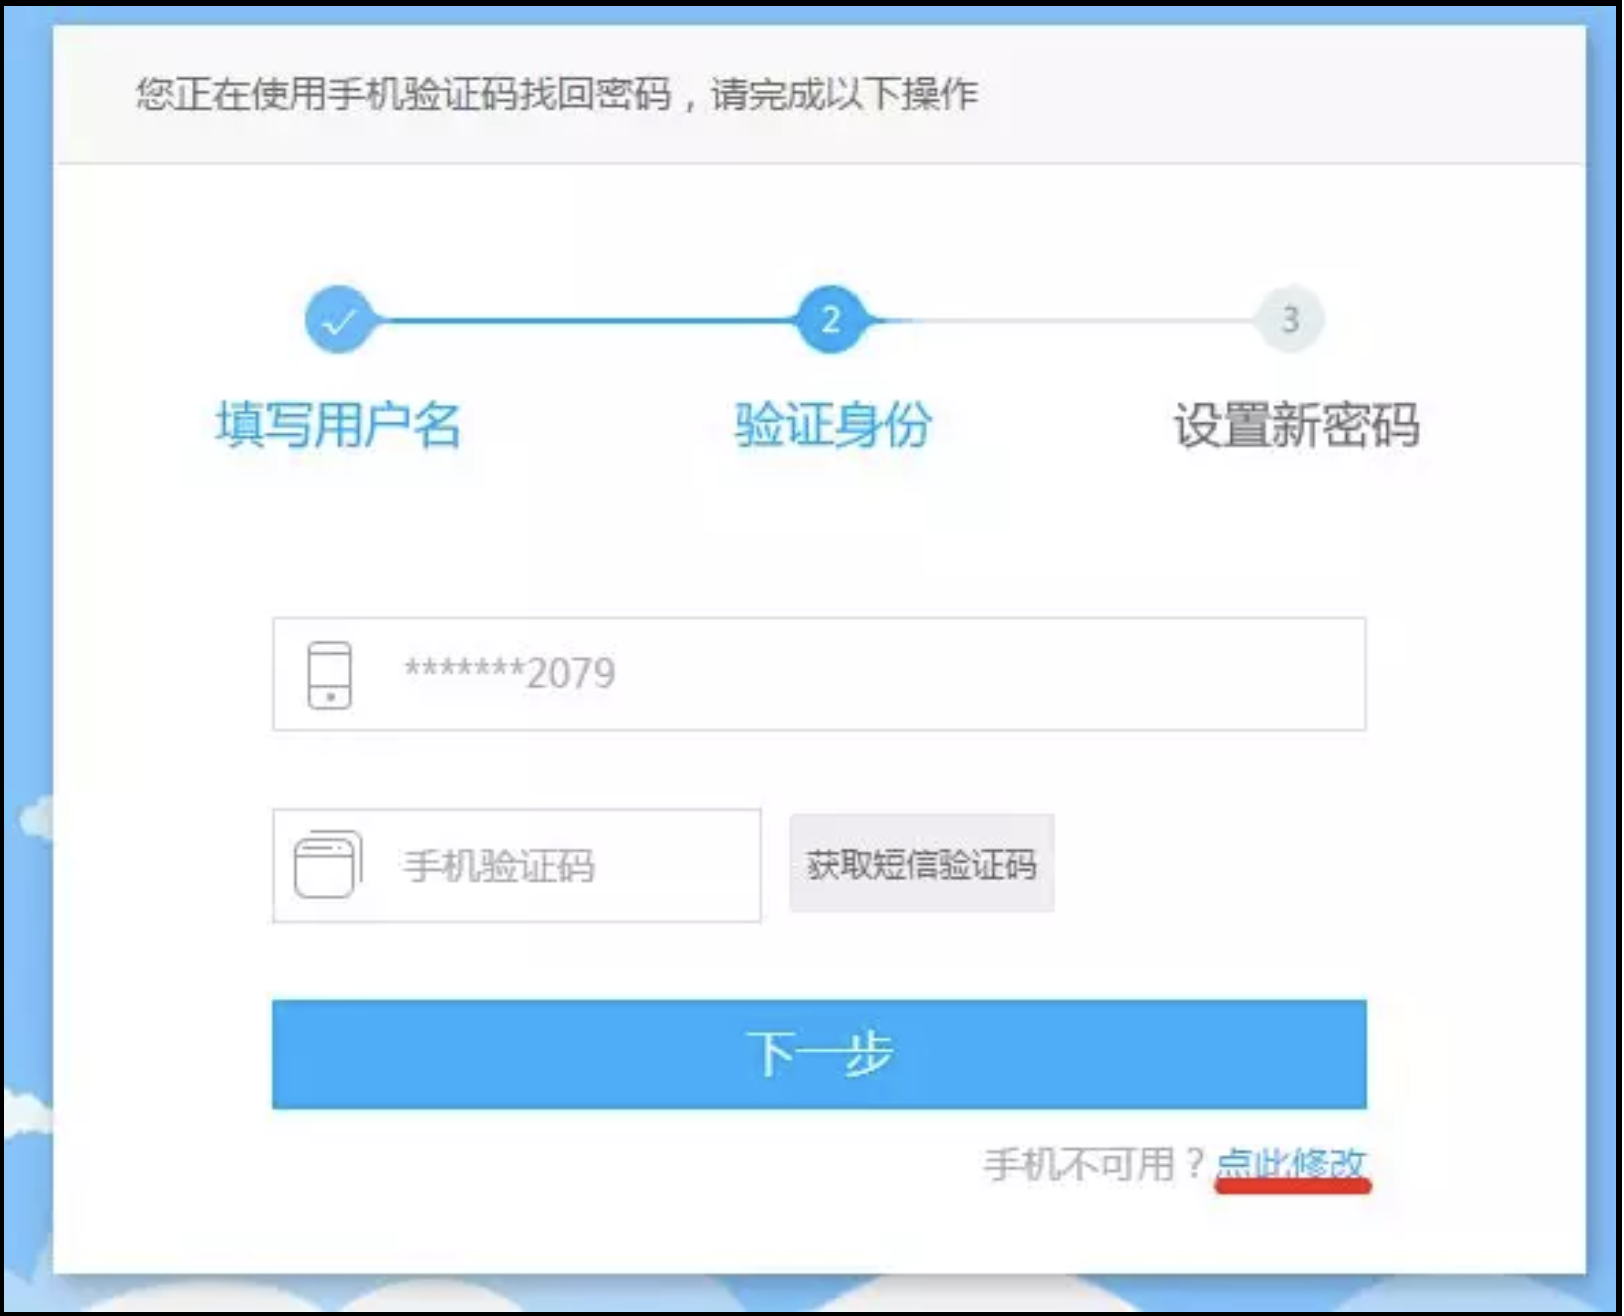 您正在使用手机验证码找回密码，请完成以下操作
2
3
填写用户名
验证身份
设置新密码
*******2079
手机验证码
获取短信验证码
下一步
手机不可用？点此修改